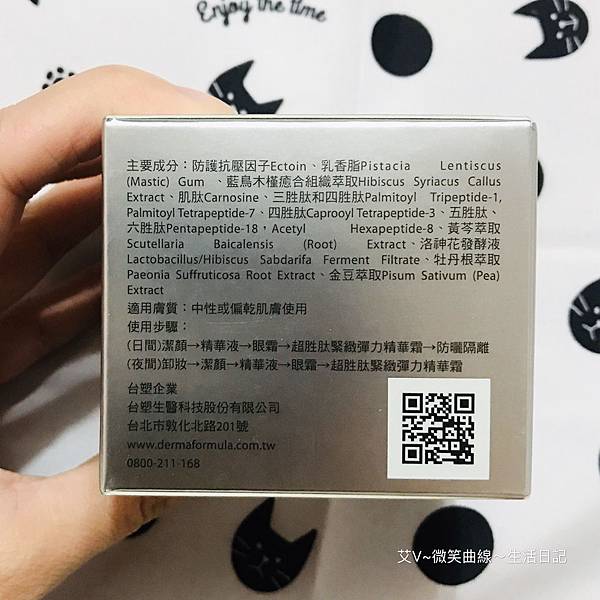 Enjoy the time
主要成分：防護抗壓因子Ectoin、乳香脂Pistacia Lentiscus
(Mastic) Gum 、藍鳥木槿癒合組織萃取Hibiscus Syriacus Callus
Extract、肌肽Carnosine、三胜肽和四胜肽Palmitoyl Tripeptide-1,
Palmitoyl Tetrapeptide-7、四胜肽Caprooyl Tetrapeptide-3、五胜肽、
六胜肽Pentapeptide-18，Acetyl Hexapeptide-8、黃芩萃取
Scutellaria Baicalensis (Root) Extract、洛神花發酵液
Lactobacillus/Hibiscus Sabdarifa Ferment Filtrate、牡丹根萃取
Paeonia Suffruticosa Root Extract、金豆萃取Pisum Sativum (Pea)
Extract
適用膚質：中性或偏乾肌膚使用
使用步驟：
(日間)潔顏→精華液→眼霜→超胜肽緊緻彈力精華霜→防曬隔離
(夜間)卸妝→潔顏→精華液→眼霜→超胜肽緊緻彈力精華霜
台塑企業
台塑生醫科技股份有限公司
台北市敦化北路201號
www.dermaformula.com.tw
0800-211-168
艾V~微笑曲線~生活日記